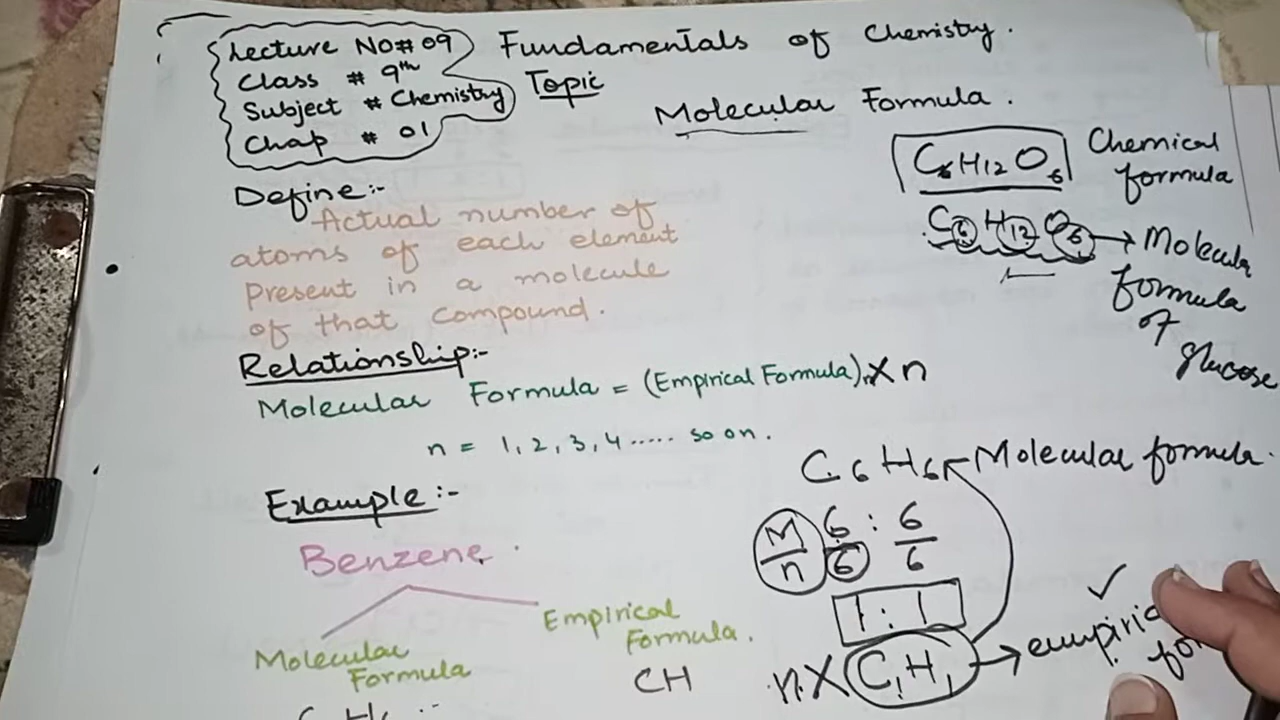 Lecture No# 09
Class # 9th
Subject # Chemistry
Chap # 01
Fundamentals of Chemistry.
Topic
Molecular Formula.
C6H12O6 Chemical formula
C6H12O6 → Molecular formula of glucose
Define:-
Actual number of
atoms of each element
present in a molecule
of that compound.
Relationship:-
Molecular Formula = (Empirical Formula)n X n
n = 1, 2, 3, 4 ..... so on.
Example :-
Benzene
Molecular
Formula
Empirical
Formula.
CH
C6H6 Molecular formula.
M/n 6/6 : 6/6
1 : 1
n X C1H1 → empiric